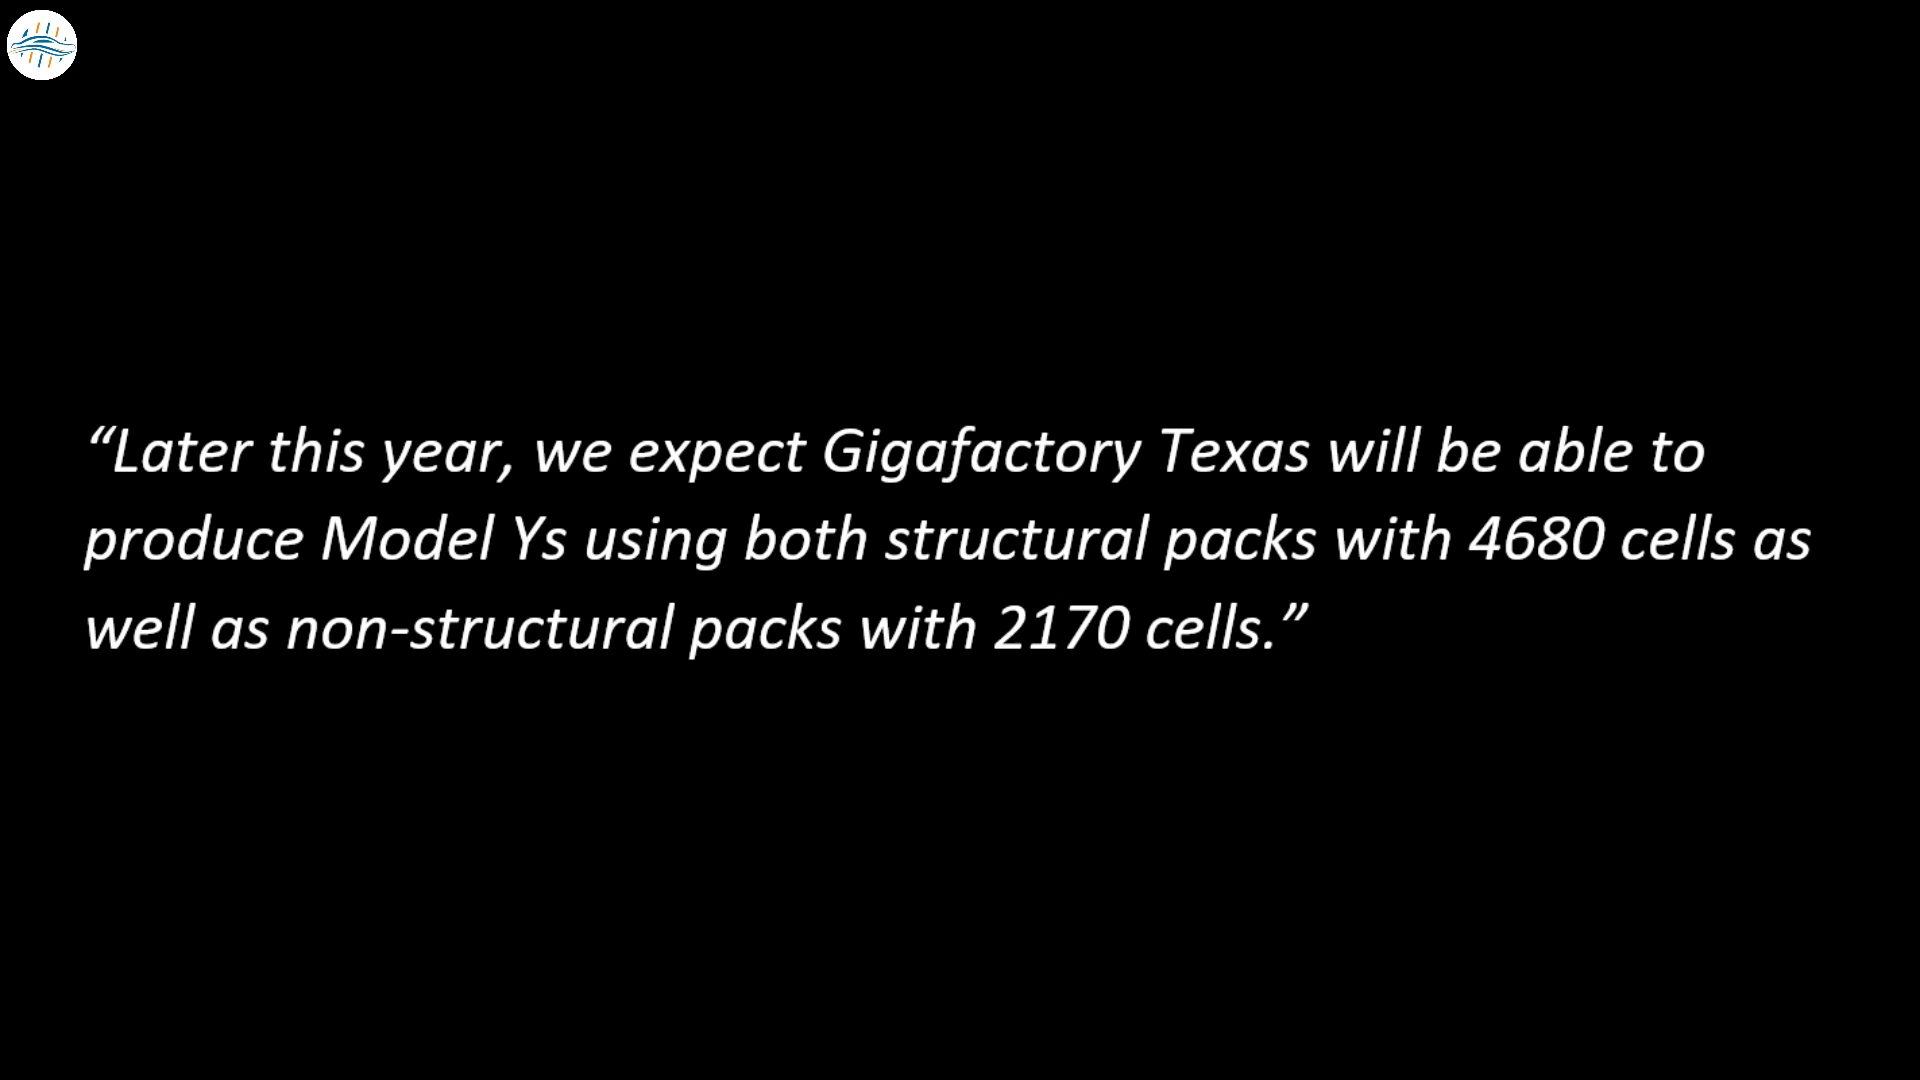 “Later this year, we expect Gigafactory Texas will be able to
produce Model Ys using both structural packs with 4680 cells as
well as non-structural packs with 2170 cells.”